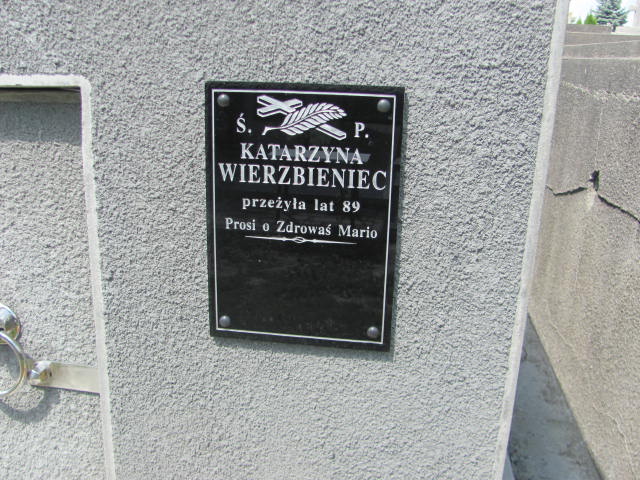 Ś. P.
KATARZYNA
WIERZBIENIEC
przeżyła lat 89
Prosi o Zdrowaś Mario